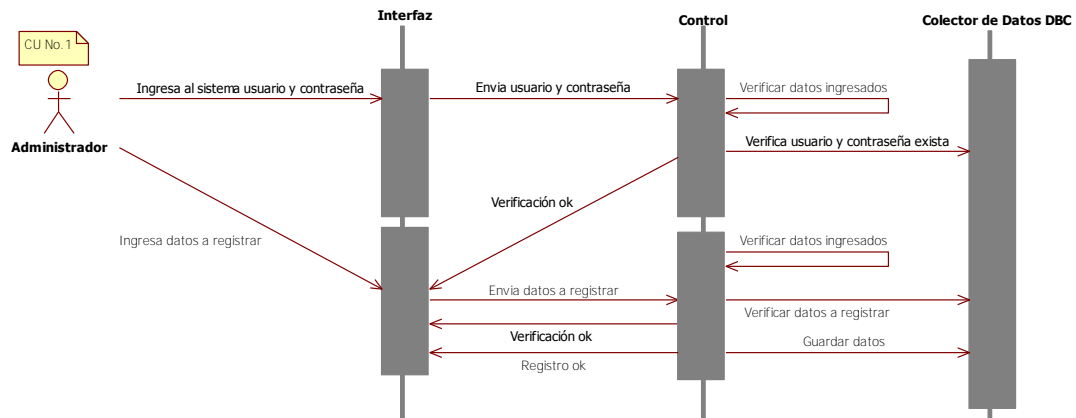 Interfaz
Control
Colector de Datos DBC
CU No.1
Administrador
Ingresa al sistema usuario y contraseña
Envia usuario y contraseña
Verificar datos ingresados
Verifica usuario y contraseña exista
Verificación ok
Ingresa datos a registrar
Verificar datos ingresados
Envia datos a registrar
Verificar datos a registrar
Verificación ok
Guardar datos
Registro ok